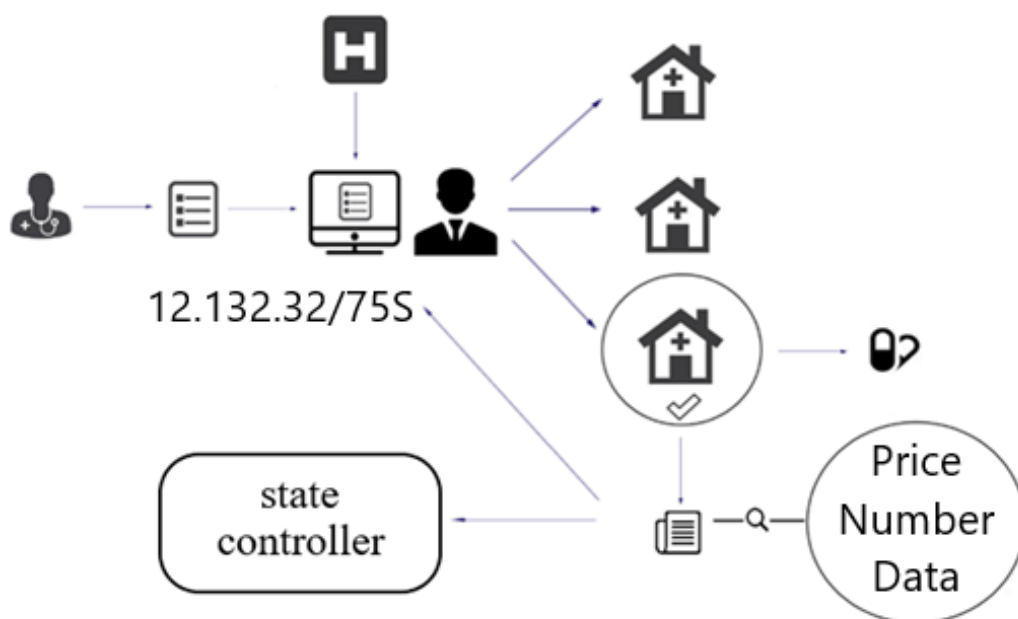 H
12.132.32/75S
state
controller
Price
Number
Data